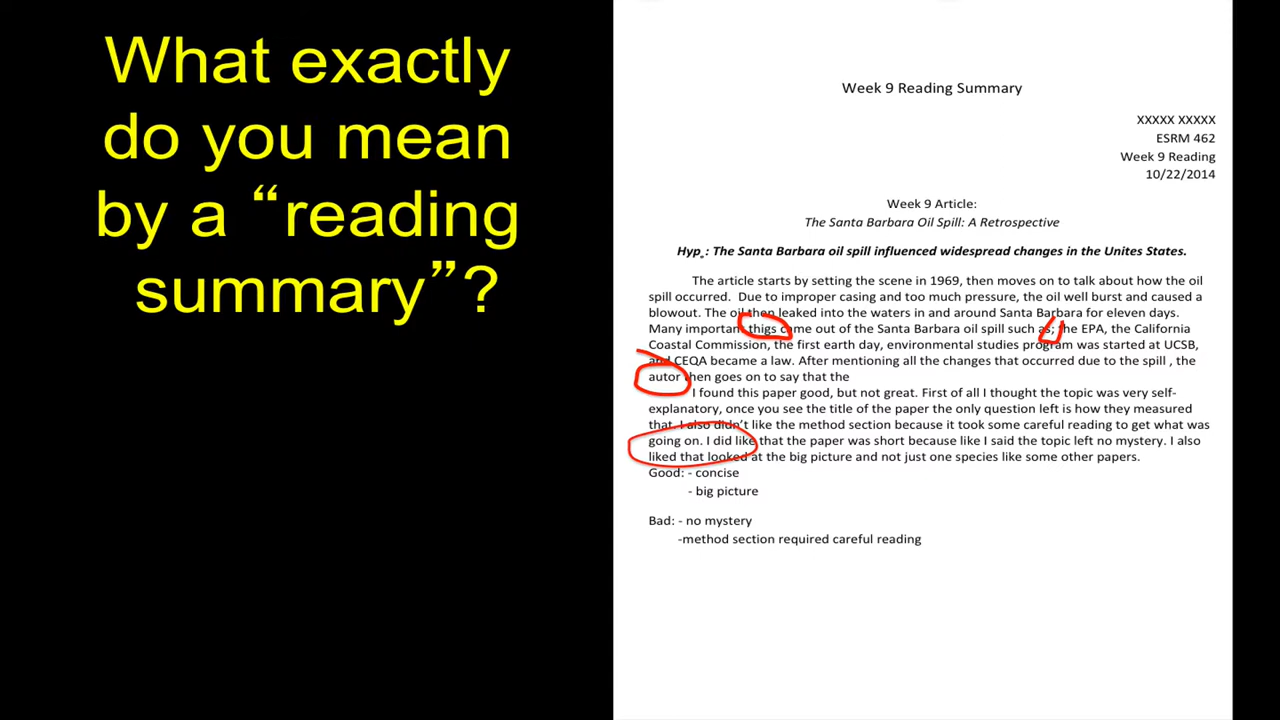 What exactly
do you mean
by a “reading
summary”?
Week 9 Reading Summary
XXXXX XXXXX
ESRM 462
Week 9 Reading
10/22/2014
Week 9 Article:
The Santa Barbara Oil Spill: A Retrospective
Hyp.: The Santa Barbara oil spill influenced widespread changes in the Unites States.
The article starts by setting the scene in 1969, then moves on to talk about how the oil
spill occurred. Due to improper casing and too much pressure, the oil well burst and caused a
blowout. The oil then leaked into the waters in and around Santa Barbara for eleven days.
Many important thigs came out of the Santa Barbara oil spill such as; the EPA, the California
Coastal Commission, the first earth day, environmental studies program was started at UCSB,
and CEQA became a law. After mentioning all the changes that occurred due to the spill , the
autor then goes on to say that the
I found this paper good, but not great. First of all I thought the topic was very self-
explanatory, once you see the title of the paper the only question left is how they measured
that. I also didn’t like the method section because it took some careful reading to get what was
going on. I did like that the paper was short because like I said the topic left no mystery. I also
liked that looked at the big picture and not just one species like some other papers.
Good: - concise
- big picture
Bad: - no mystery
-method section required careful reading